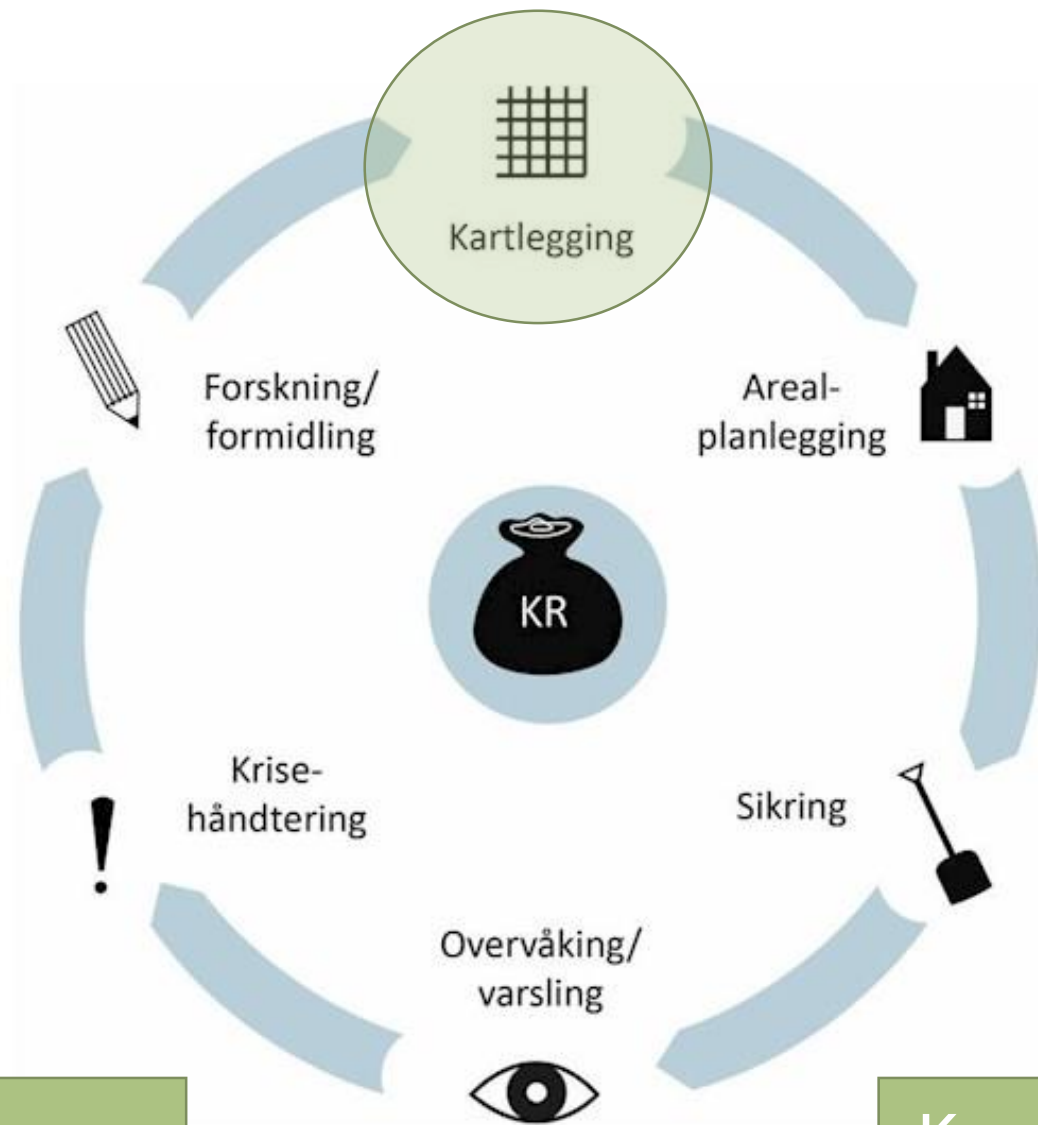 Kartlegging
Areal-
planlegging
Sikring
Overvåking/
varsling
Krise-
håndtering
Forskning/
formidling
KR